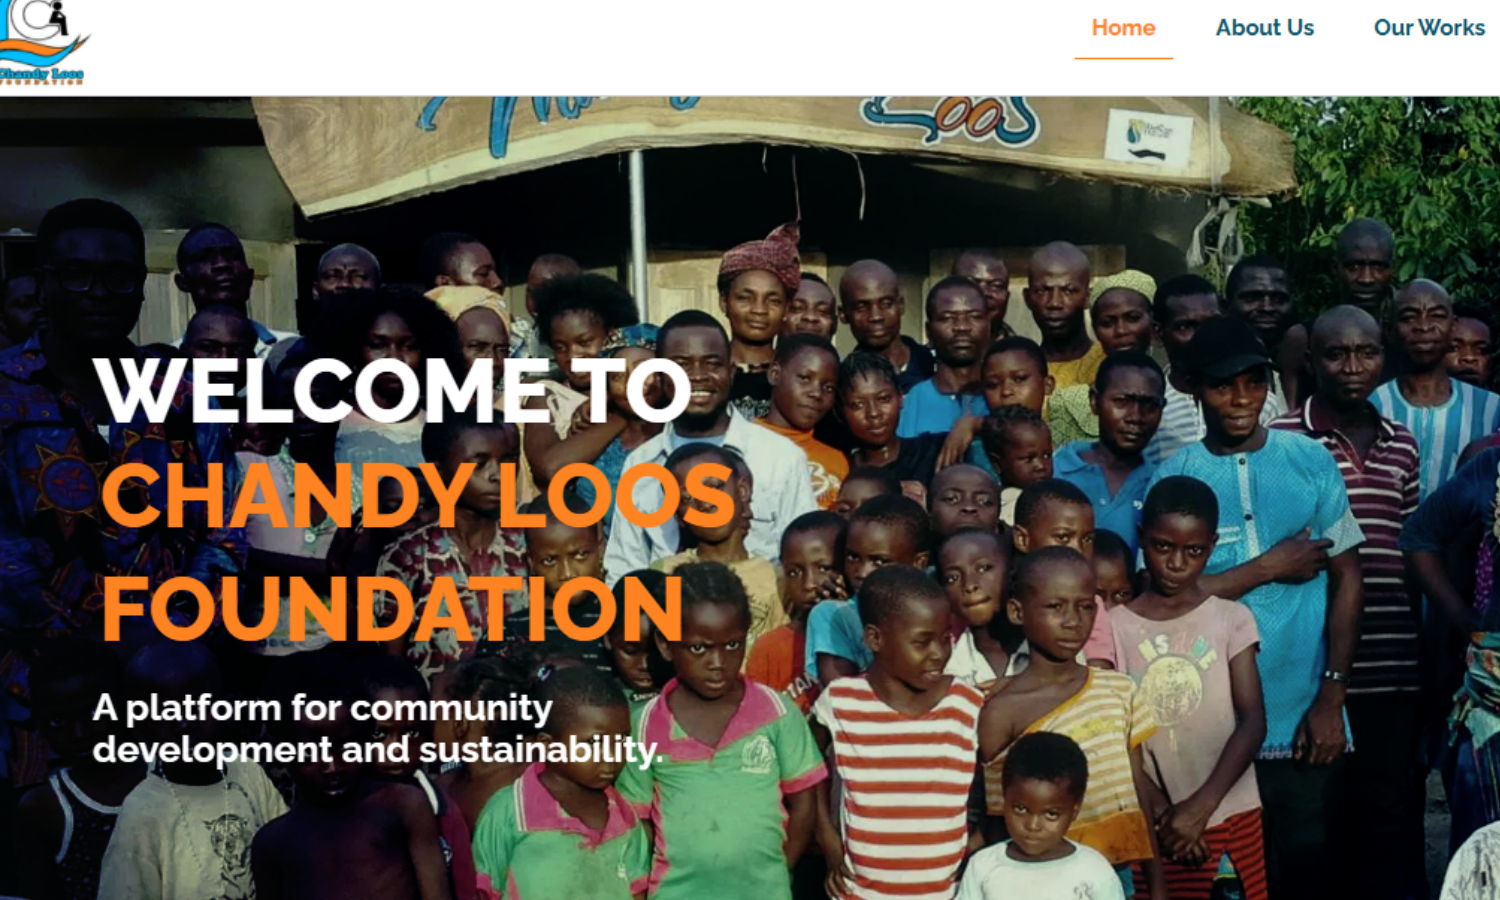 Chandy Loos
FOUNDATION
Home
About Us
Our Works
Loos
WELCOME TO
CHANDY LOOS
FOUNDATION
A platform for community
development and sustainability.